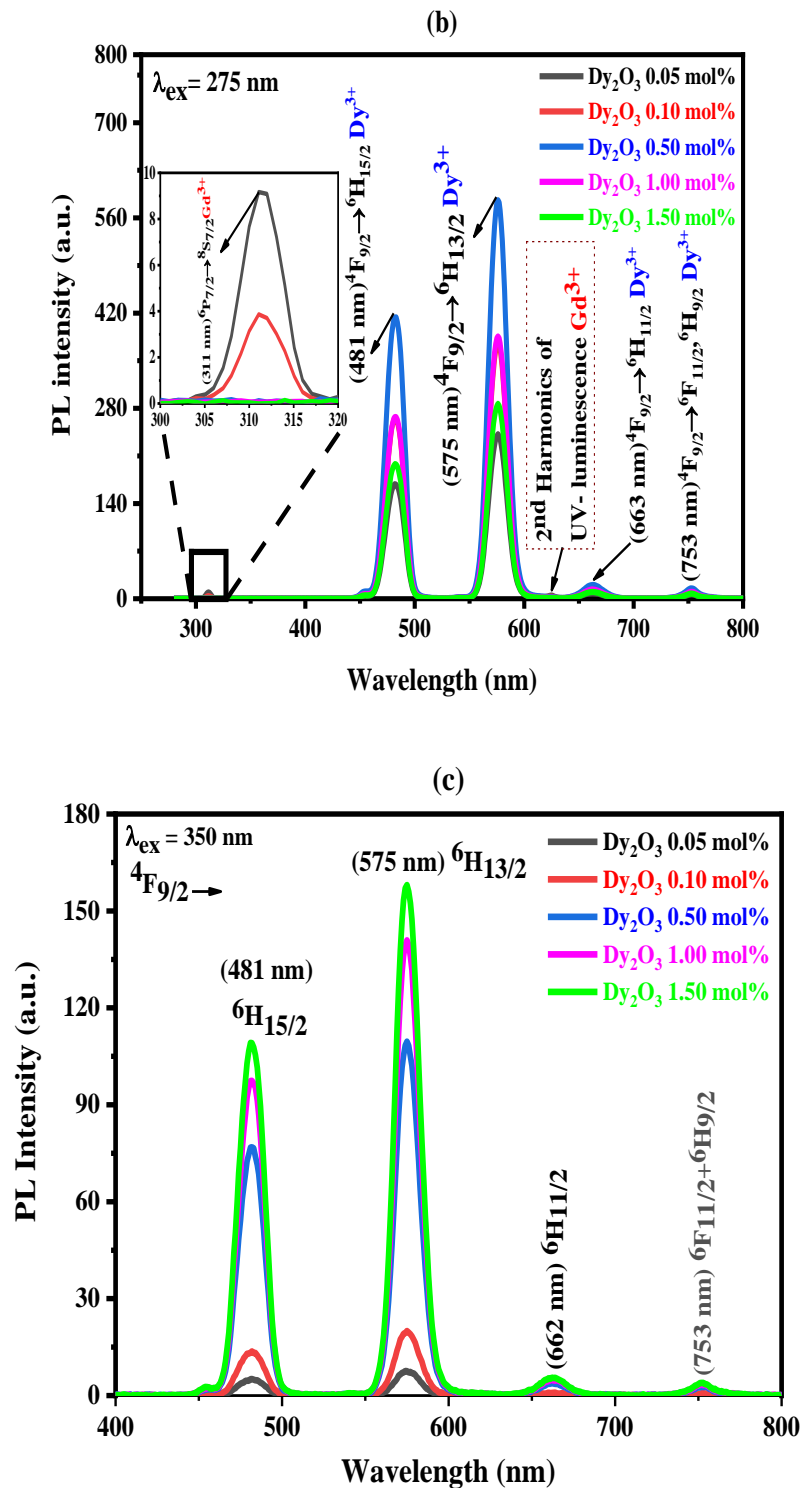 (b)
λex= 275 nm
Dy2O3 0.05 mol%
Dy2O3 0.10 mol%
Dy2O3 0.50 mol%
Dy2O3 1.00 mol%
Dy2O3 1.50 mol%
(311 nm)⁶P7/2→⁸S7/2Gd³⁺
(481 nm)⁴F9/2→⁶H15/2 Dy³⁺
(575 nm)⁴F9/2→⁶H13/2 Dy³⁺
2nd Harmonics of
UV- luminescence Gd³⁺
(663 nm)⁴F9/2→⁶H11/2 Dy³⁺
(753 nm)⁴F9/2→⁶F11/2,⁶H9/2 Dy³⁺
10
8
6
4
2
0
300 305 310 315 320
800
700
560
420
280
140
0
PL intensity (a.u.)
300 400 500 600 700 800
Wavelength (nm)
(c)
λex = 350 nm
⁴F9/2→
(481 nm)
⁶H15/2
(575 nm) ⁶H13/2
Dy2O3 0.05 mol%
Dy2O3 0.10 mol%
Dy2O3 0.50 mol%
Dy2O3 1.00 mol%
Dy2O3 1.50 mol%
(662 nm) ⁶H11/2
(753 nm) ⁶F11/2+⁶H9/2
180
150
120
90
60
30
0
PL Intensity (a.u.)
400 500 600 700 800
Wavelength (nm)